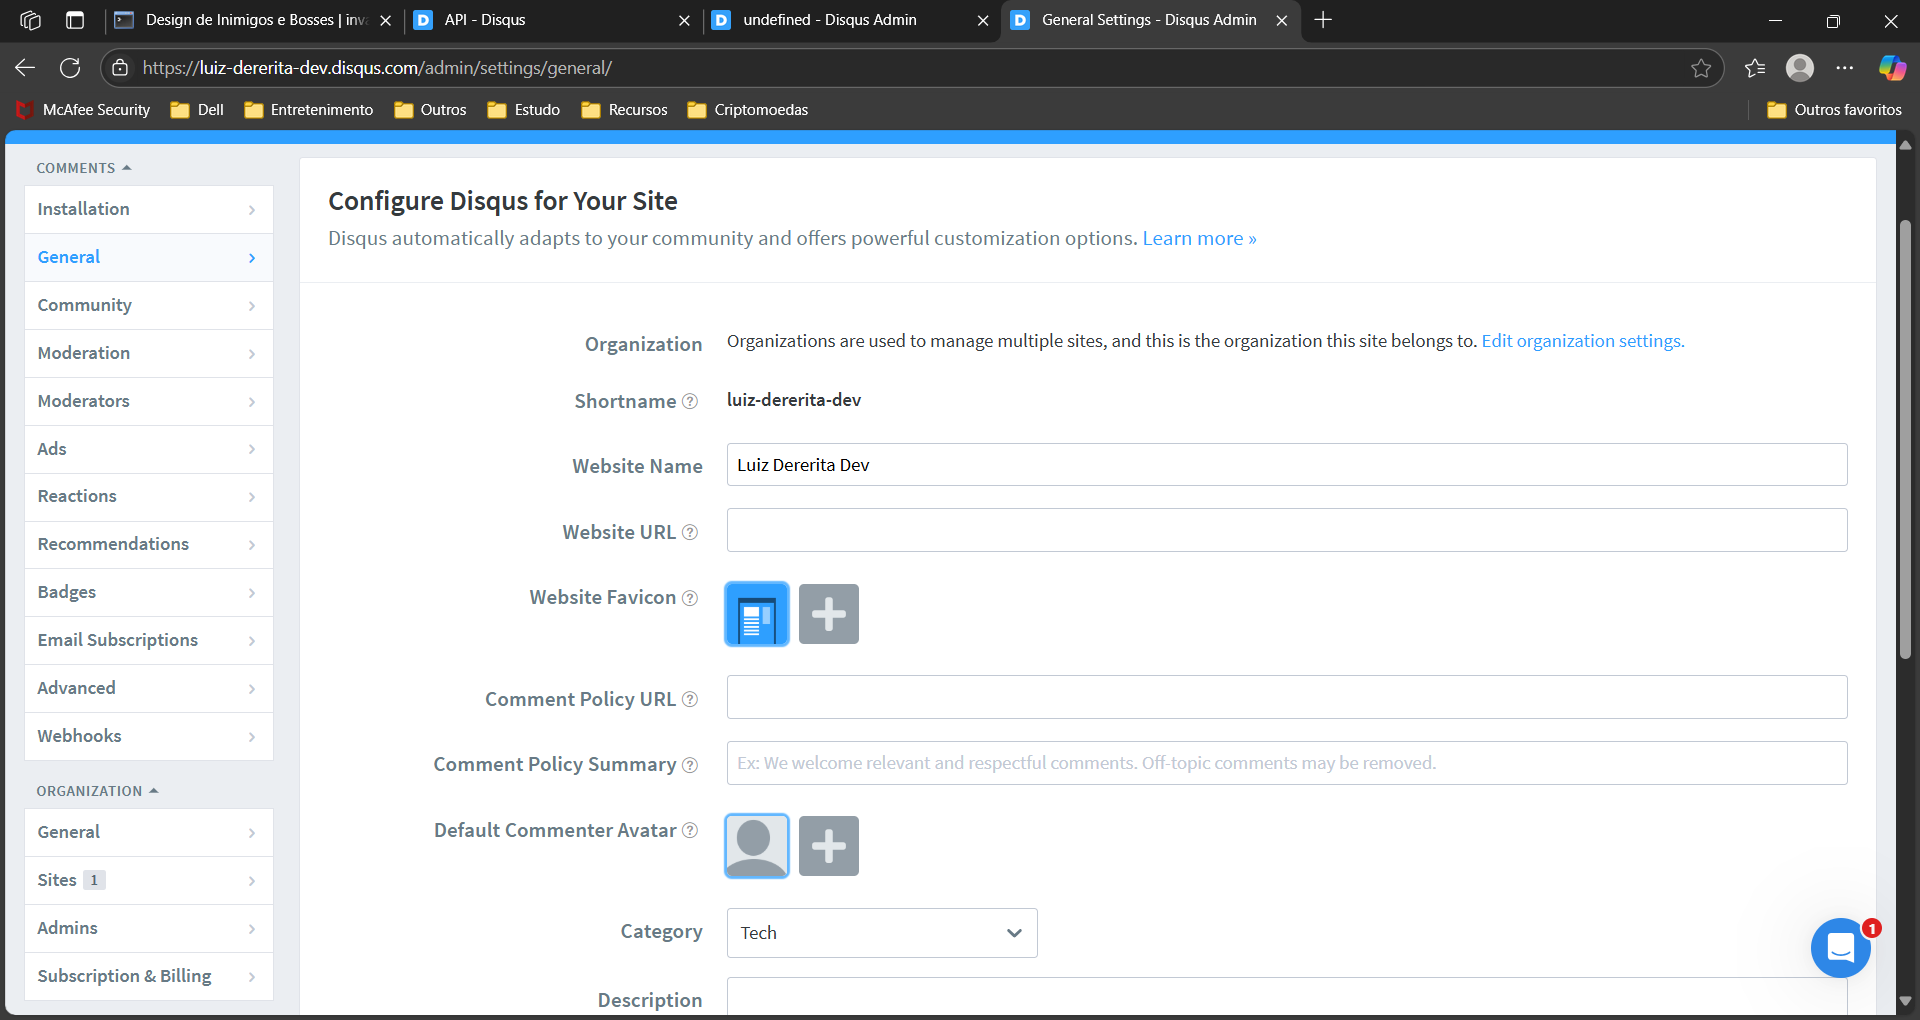 Design de Inimigos e Bosses | inv
API - Disqus
undefined - Disqus Admin
General Settings - Disqus Admin
https://luiz-dererita-dev.disqus.com/admin/settings/general/
McAfee Security
Dell
Entretenimento
Outros
Estudo
Recursos
Criptomoedas
Outros favoritos
COMMENTS
Installation
General
Community
Moderation
Moderators
Ads
Reactions
Recommendations
Badges
Email Subscriptions
Advanced
Webhooks
ORGANIZATION
General
Sites 1
Admins
Subscription & Billing
Configure Disqus for Your Site
Disqus automatically adapts to your community and offers powerful customization options. Learn more »
Organization
Organizations are used to manage multiple sites, and this is the organization this site belongs to. Edit organization settings.
Shortname ?
luiz-dererita-dev
Website Name
Luiz Dererita Dev
Website URL ?
Website Favicon ?
Comment Policy URL ?
Comment Policy Summary ?
Ex: We welcome relevant and respectful comments. Off-topic comments may be removed.
Default Commenter Avatar ?
Category
Tech
Description
1